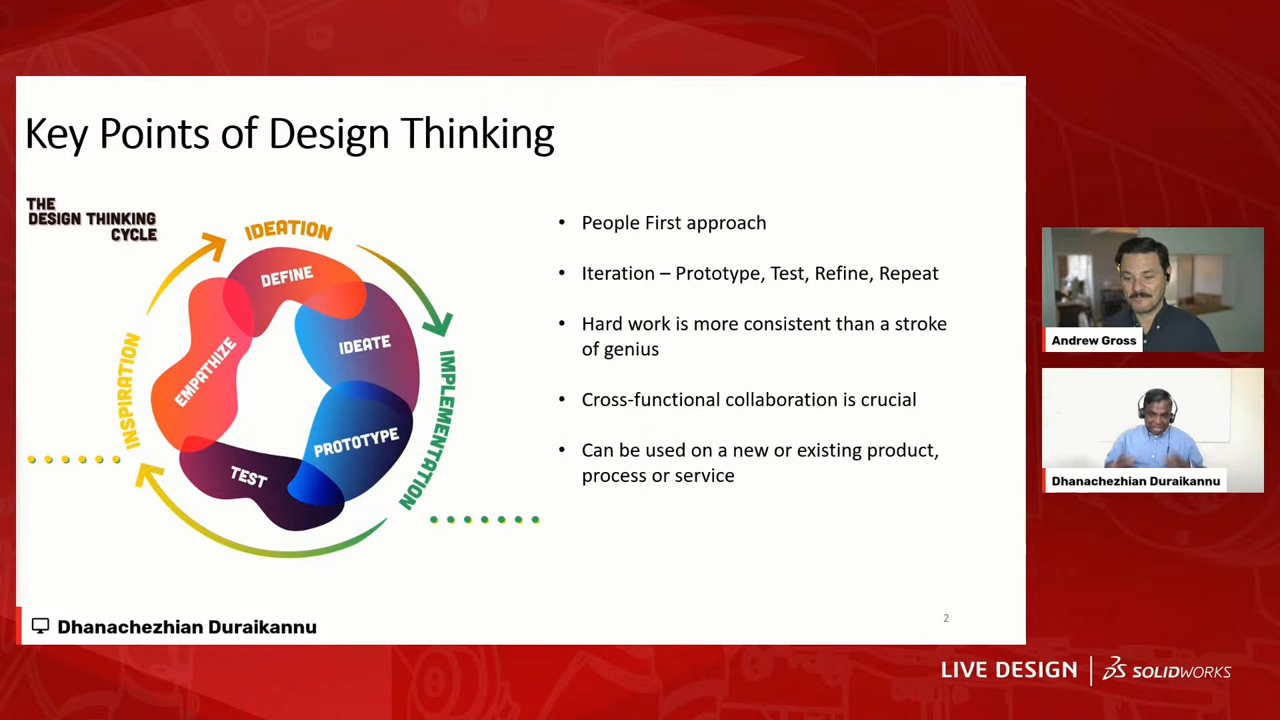 Key Points of Design Thinking
THE
DESIGN THINKING
CYCLE
IDEATION
DEFINE
IDEATE
EMPATHIZE
INSPIRATION
IMPLEMENTATION
PROTOTYPE
TEST
• People First approach
• Iteration – Prototype, Test, Refine, Repeat
• Hard work is more consistent than a stroke
of genius
• Cross-functional collaboration is crucial
• Can be used on a new or existing product,
process or service
2
Dhanachezhian Duraikannu
Andrew Gross
Dhanachezhian Duraikannu
LIVE DESIGN | SOLIDWORKS